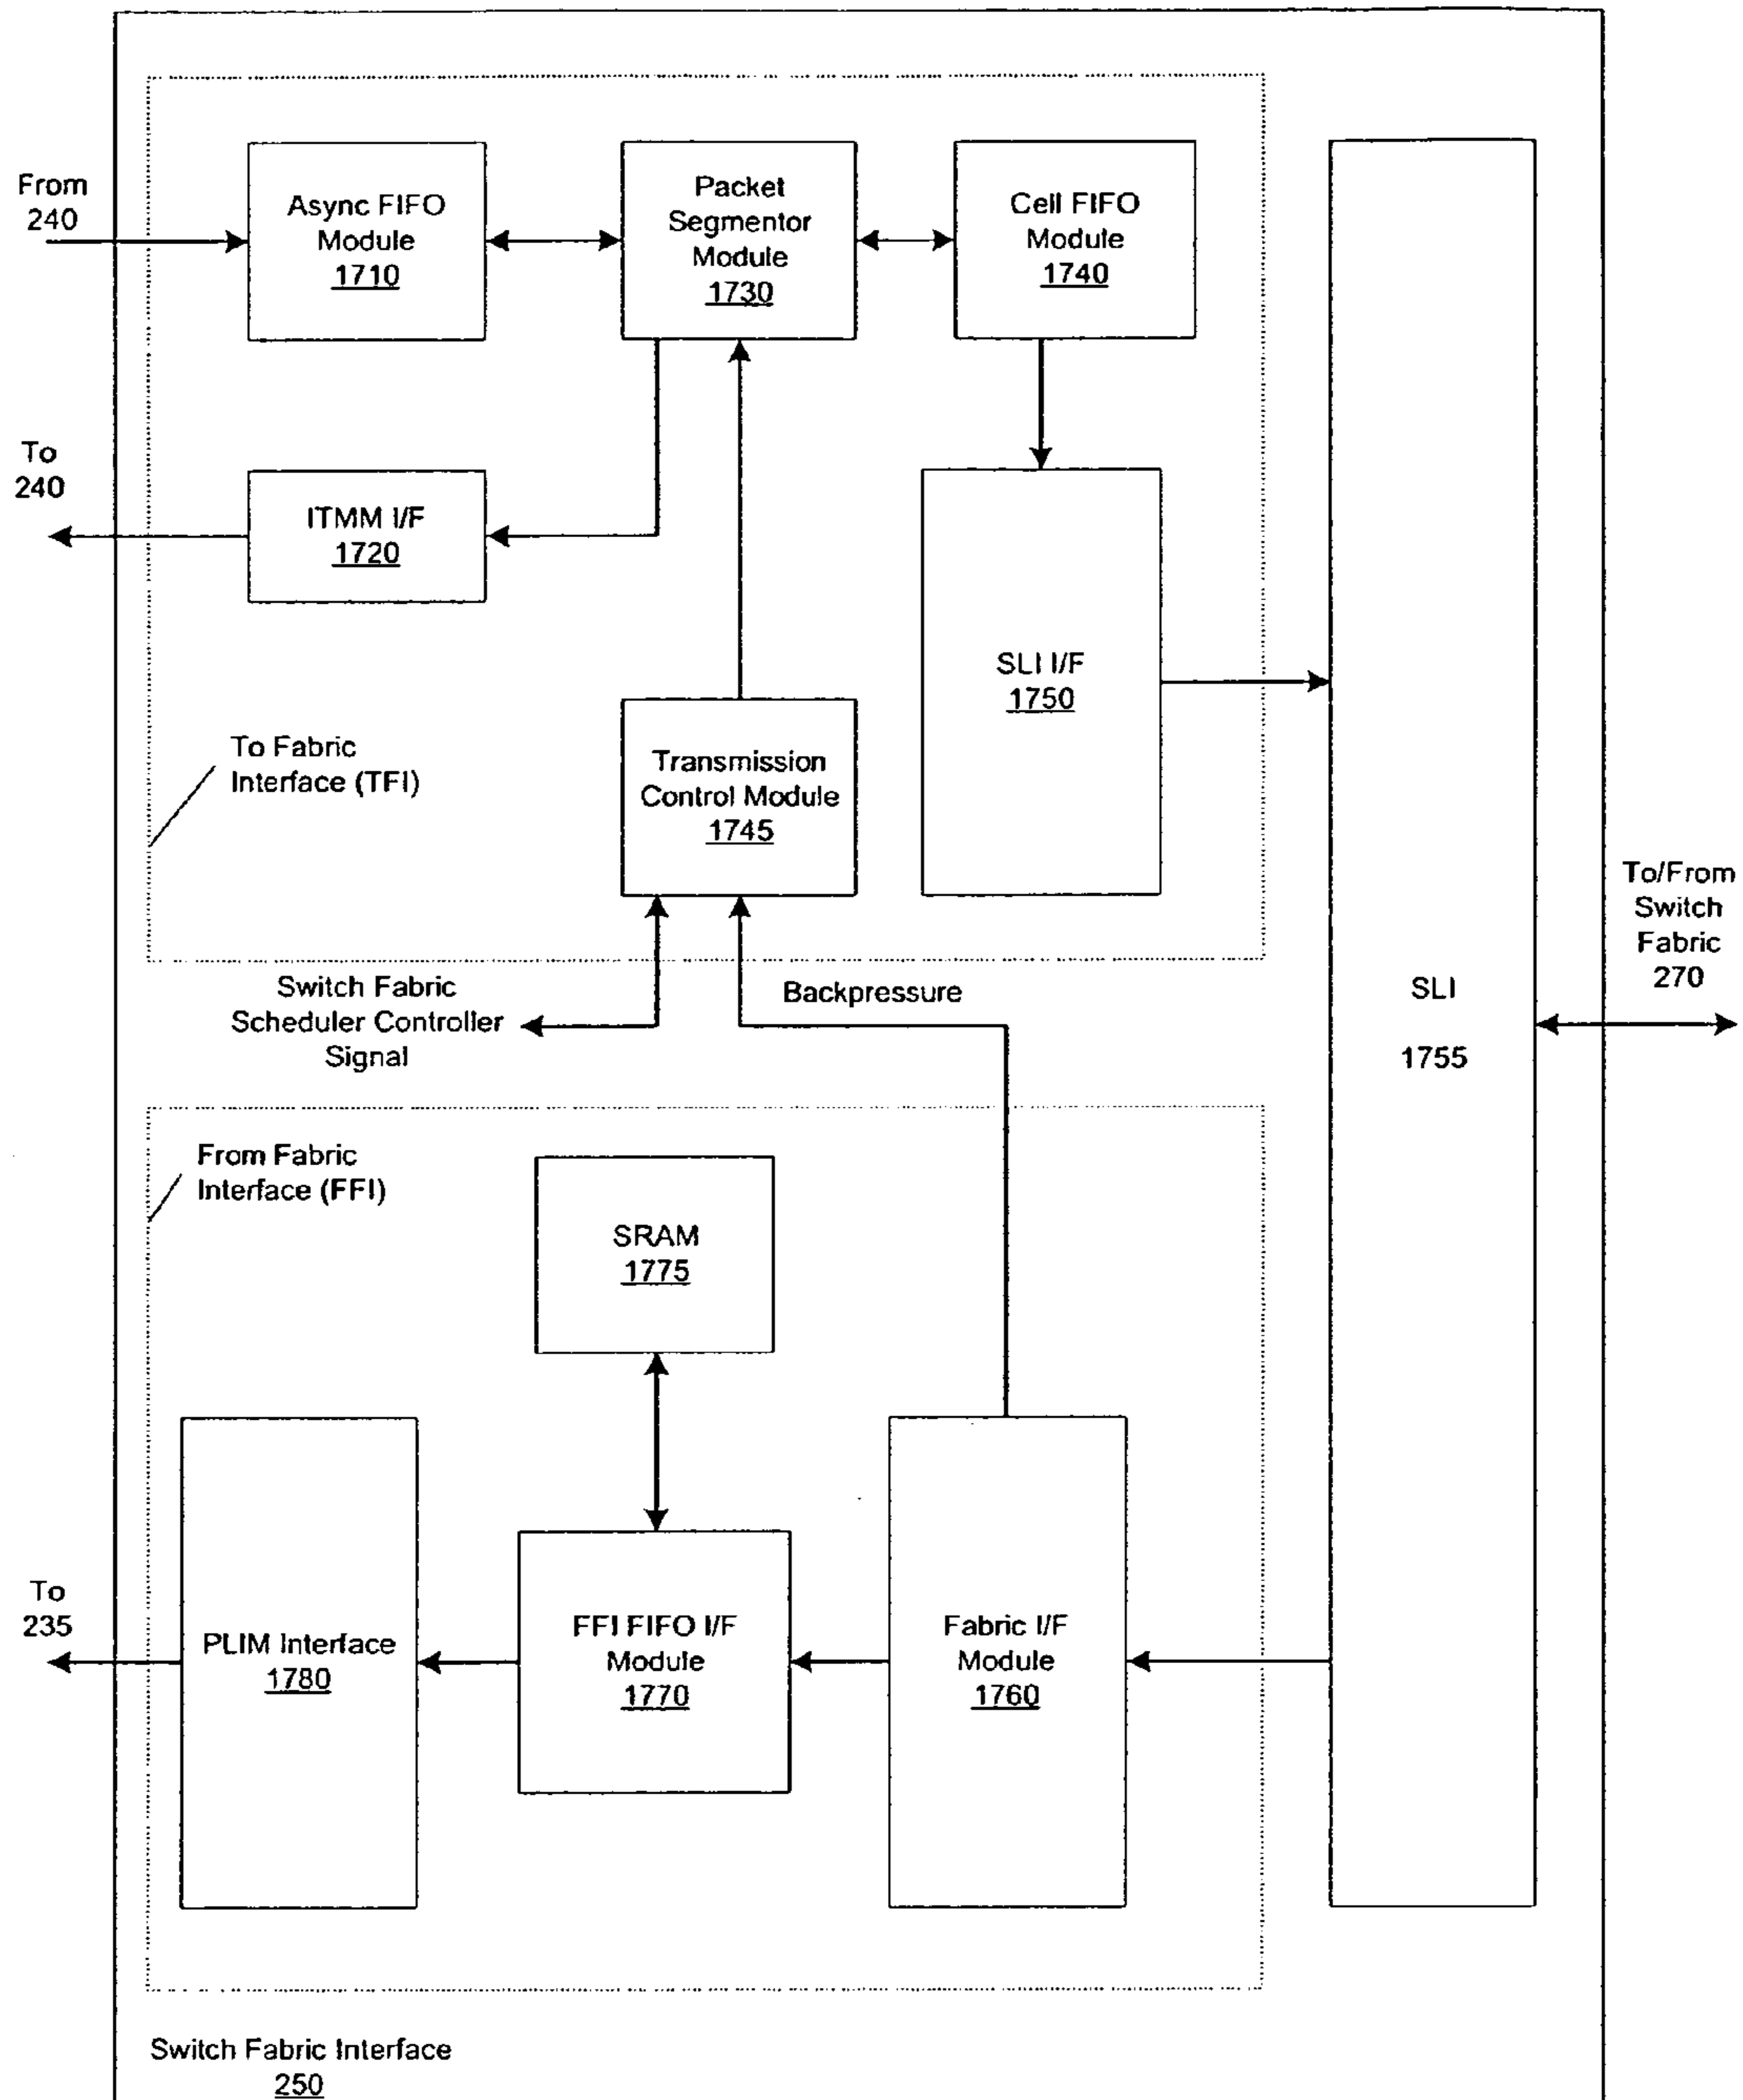 From
240
Async FIFO
Module
1710
Packet
Segmentor
Module
1730
Cell FIFO
Module
1740
To
240
ITMM I/F
1720
SLI I/F
1750
To Fabric
Interface (TFI)
Transmission
Control Module
1745
To/From
Switch
Fabric
270
Switch Fabric
Scheduler Controller
Signal
Backpressure
SLI
1755
From Fabric
Interface (FFI)
SRAM
1775
To
235
PLIM Interface
1780
FFI FIFO I/F
Module
1770
Fabric I/F
Module
1760
Switch Fabric Interface
250